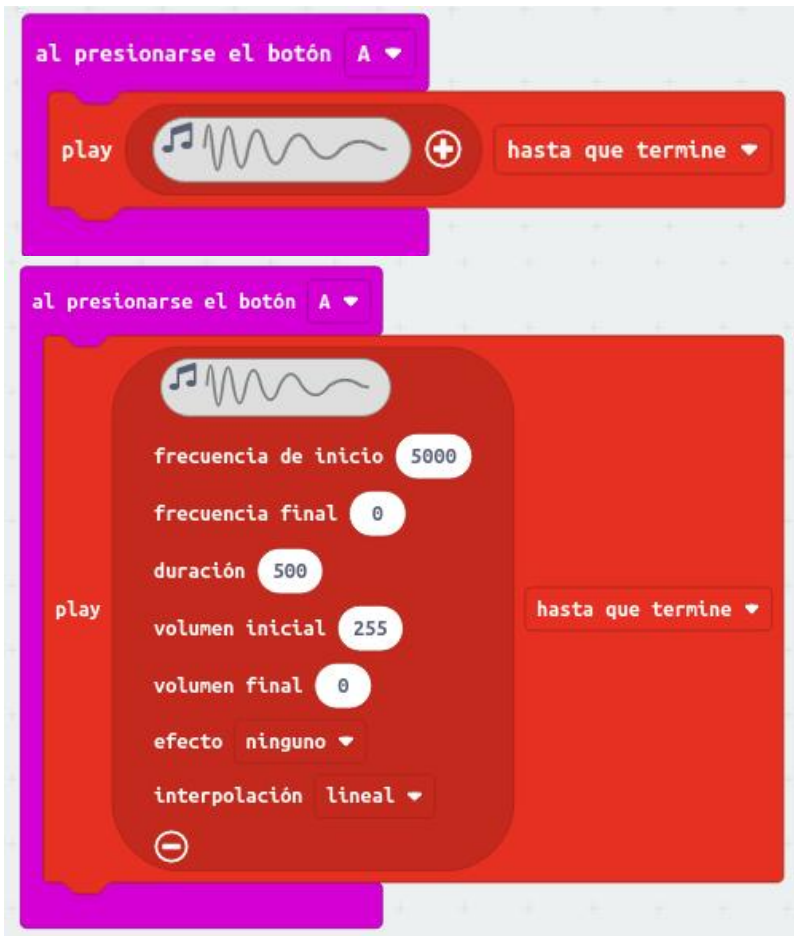 al presionarse el botón A
play hasta que termine
al presionarse el botón A
frecuencia de inicio 5000
frecuencia final 0
duración 500
play hasta que termine
volumen inicial 255
volumen final 0
efecto ninguno
interpolación lineal